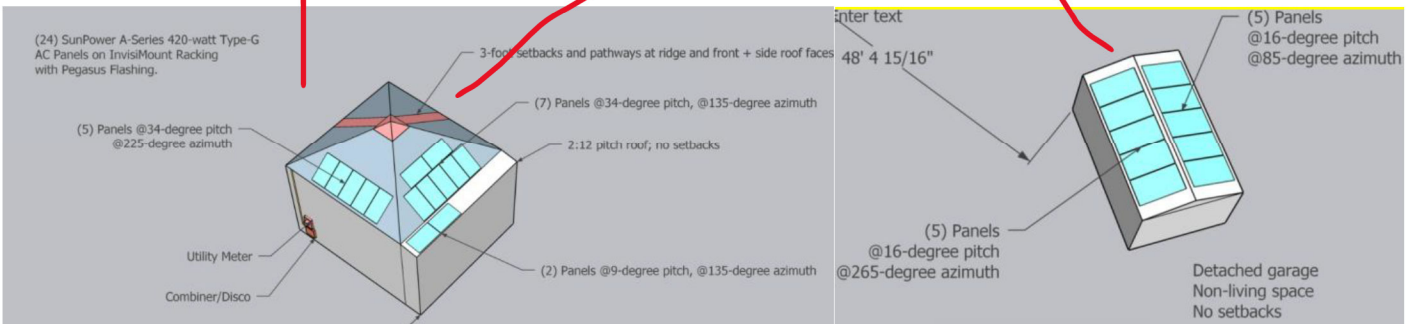 (24) SunPower A-Series 420-watt Type-G
AC Panels on InvisiMount Racking
with Pegasus Flashing.
3-foot setbacks and pathways at ridge and front + side roof faces
(7) Panels @34-degree pitch, @135-degree azimuth
(5) Panels @34-degree pitch
@225-degree azimuth
2:12 pitch roof; no setbacks
Utility Meter
(2) Panels @9-degree pitch, @135-degree azimuth
Combiner/Disco
Enter text
48' 4 15/16"
(5) Panels
@16-degree pitch
@85-degree azimuth
(5) Panels
@16-degree pitch
@265-degree azimuth
Detached garage
Non-living space
No setbacks